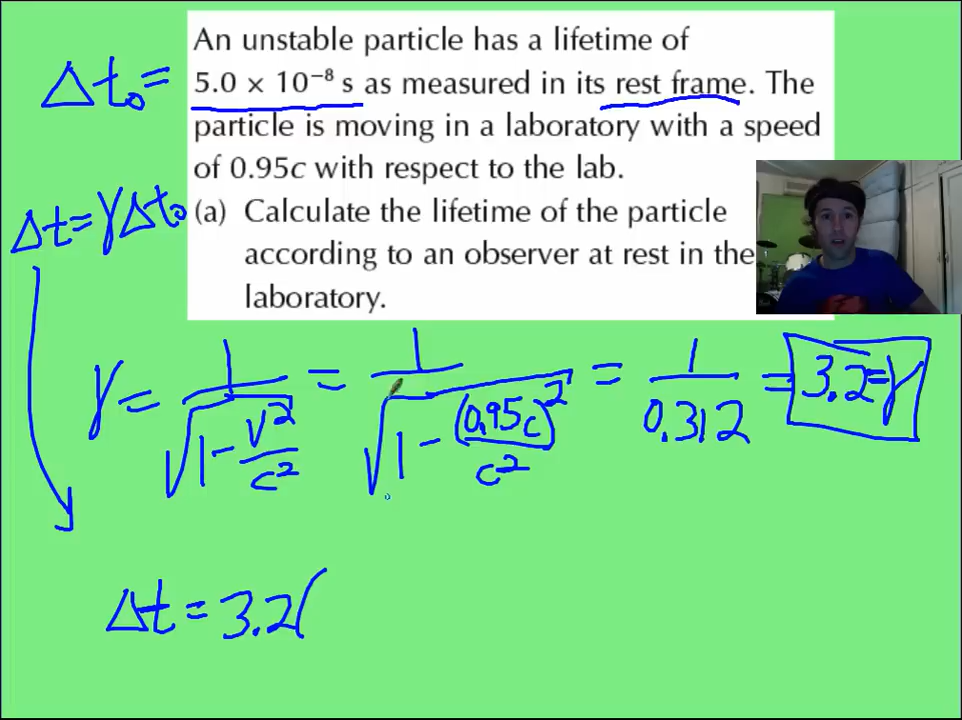 Δt₀ =
An unstable particle has a lifetime of
5.0 × 10⁻⁸ s as measured in its rest frame. The
particle is moving in a laboratory with a speed
of 0.95c with respect to the lab.
Δt = γΔt₀
(a) Calculate the lifetime of the particle
according to an observer at rest in the
laboratory.
γ = 1/√(1 - v²/c²) = 1/√(1 - (0.95c)²/c²) = 1/0.312 = 3.2 = γ
Δt = 3.2(